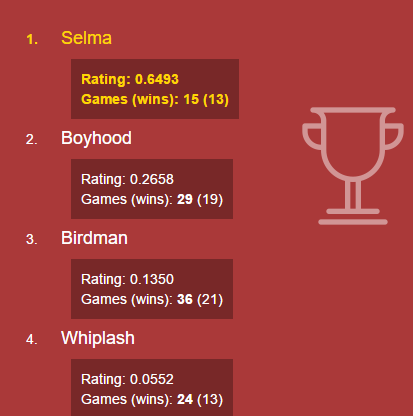 1. Selma
Rating: 0.6493
Games (wins): 15 (13)
2. Boyhood
Rating: 0.2658
Games (wins): 29 (19)
3. Birdman
Rating: 0.1350
Games (wins): 36 (21)
4. Whiplash
Rating: 0.0552
Games (wins): 24 (13)